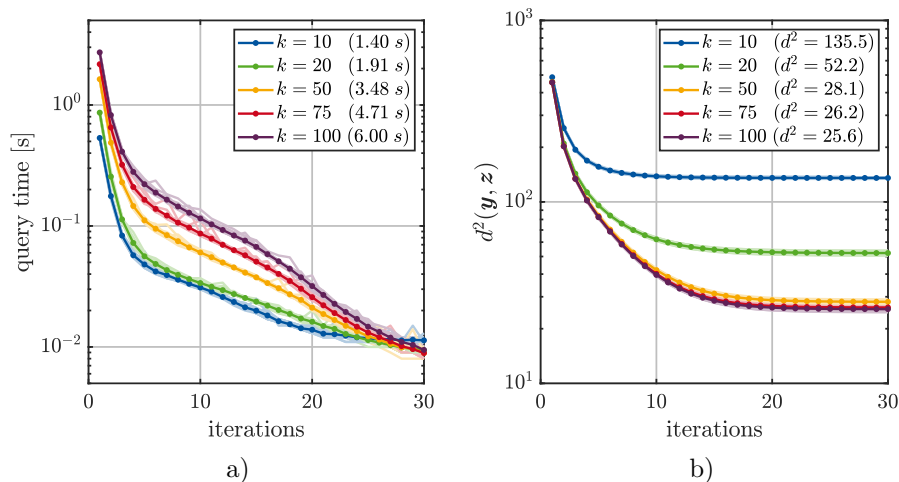 k = 10 (1.40 s)
k = 20 (1.91 s)
k = 50 (3.48 s)
k = 75 (4.71 s)
k = 100 (6.00 s)
10^0
10^{-1}
10^{-2}
query time [s]
0 10 20 30
iterations
a)
k = 10 (d^2 = 135.5)
k = 20 (d^2 = 52.2)
k = 50 (d^2 = 28.1)
k = 75 (d^2 = 26.2)
k = 100 (d^2 = 25.6)
10^3
10^2
10^1
d^2(y, z)
0 10 20 30
iterations
b)